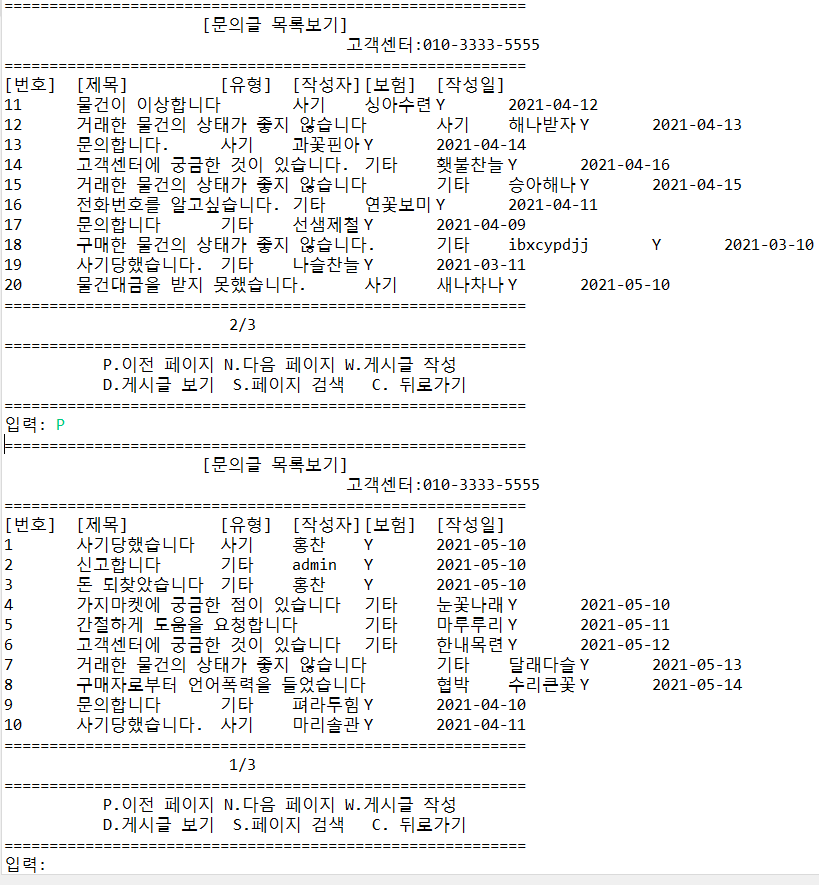 ==========================================================
[문의글 목록보기]
고객센터:010-3333-5555
==========================================================
[번호] [제목] [유형] [작성자] [보험] [작성일]
11 물건이 이상합니다 사기 싱아수련 Y 2021-04-12
12 거래한 물건의 상태가 좋지 않습니다 사기 해나받자 Y 2021-04-13
13 문의합니다. 사기 과꽃핀아 Y 2021-04-14
14 고객센터에 궁금한 것이 있습니다. 기타 횃불찬늘 Y 2021-04-16
15 거래한 물건의 상태가 좋지 않습니다 기타 승아해나 Y 2021-04-15
16 전화번호를 알고싶습니다. 기타 연꽃보미 Y 2021-04-11
17 문의합니다 기타 선샘제철 Y 2021-04-09
18 구매한 물건의 상태가 좋지 않습니다. 기타 ibxcypdjj Y 2021-03-10
19 사기당했습니다. 기타 나슬찬늘 Y 2021-03-11
20 물건대금을 받지 못했습니다. 사기 새나차나 Y 2021-05-10
==========================================================
2/3
==========================================================
P.이전 페이지 N.다음 페이지 W.게시글 작성
D.게시글 보기 S.페이지 검색 C. 뒤로가기
==========================================================
입력: P
==========================================================
[문의글 목록보기]
고객센터:010-3333-5555
==========================================================
[번호] [제목] [유형] [작성자] [보험] [작성일]
1 사기당했습니다 사기 홍찬 Y 2021-05-10
2 신고합니다 기타 admin Y 2021-05-10
3 돈 되찾았습니다 기타 홍찬 Y 2021-05-10
4 가지마켓에 궁금한 점이 있습니다 기타 눈꽃나래 Y 2021-05-10
5 간절하게 도움을 요청합니다 기타 마루루리 Y 2021-05-11
6 고객센터에 궁금한 것이 있습니다 기타 한내목련 Y 2021-05-12
7 거래한 물건의 상태가 좋지 않습니다 기타 달래다슬 Y 2021-05-13
8 구매자로부터 언어폭력을 들었습니다 협박 수리큰꽃 Y 2021-05-14
9 문의합니다 기타 펴라두힘 Y 2021-04-10
10 사기당했습니다. 사기 마리솔관 Y 2021-04-11
==========================================================
1/3
==========================================================
P.이전 페이지 N.다음 페이지 W.게시글 작성
D.게시글 보기 S.페이지 검색 C. 뒤로가기
==========================================================
입력: